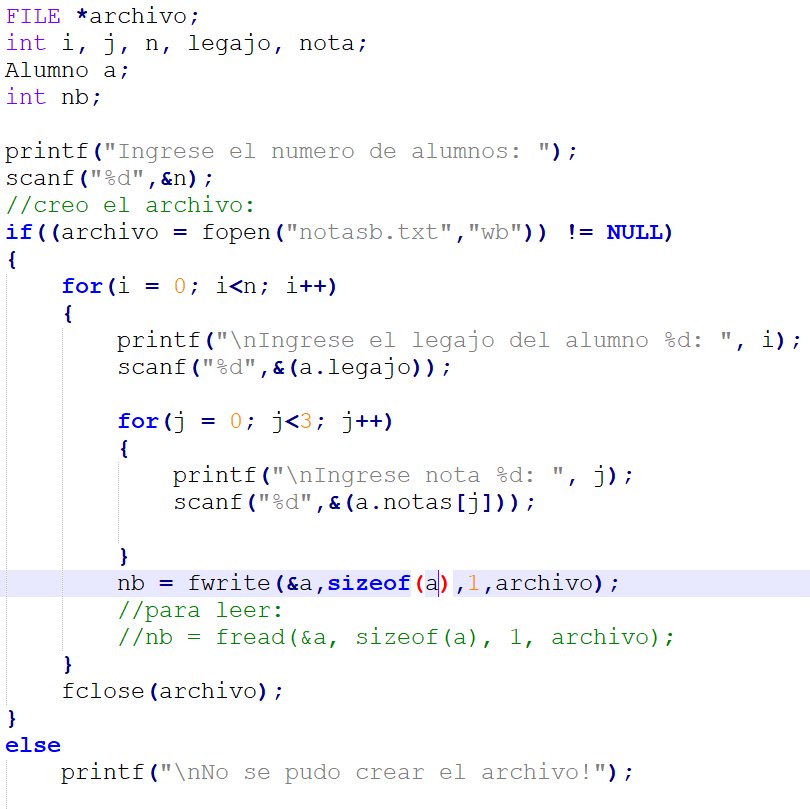 FILE *archivo;
int i, j, n, legajo, nota;
Alumno a;
int nb;
printf("Ingrese el numero de alumnos: ");
scanf("%d",&n);
//creo el archivo:
if((archivo = fopen("notasb.txt","wb")) != NULL)
{
    for(i = 0; i<n; i++)
    {
        printf("\nIngrese el legajo del alumno %d: ", i);
        scanf("%d",&(a.legajo));
        for(j = 0; j<3; j++)
        {
            printf("\nIngrese nota %d: ", j);
            scanf("%d",&(a.notas[j]));
        }
        nb = fwrite(&a,sizeof(a),1,archivo);
        //para leer:
        //nb = fread(&a, sizeof(a), 1, archivo);
    }
    fclose(archivo);
}
else
    printf("\nNo se pudo crear el archivo!");